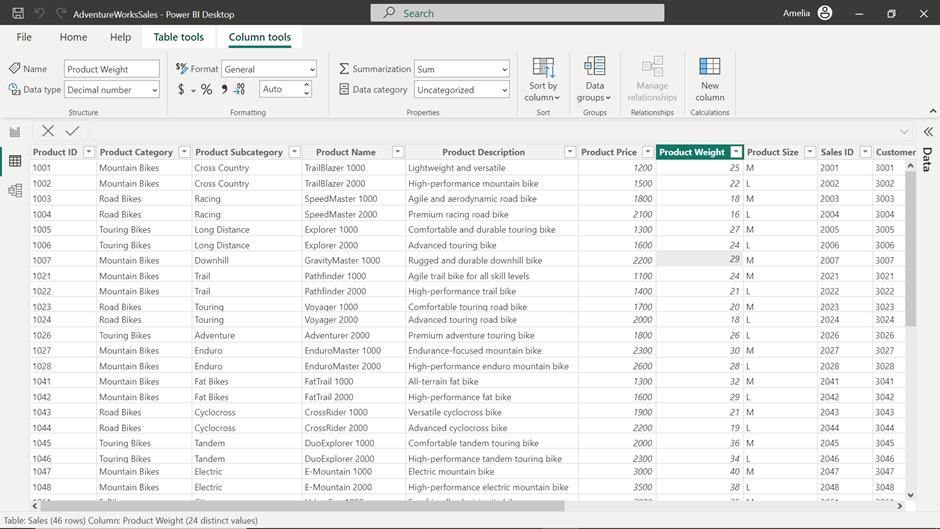 AdventureWorksSales - Power BI Desktop
Search
Amelia
File Home Help Table tools Column tools
Name Product Weight
$% Format General
Summarization Sum
Data type Decimal number
$ % Auto
Data category Uncategorized
Sort by column
Data groups
Manage relationships
New column
Structure Formatting Properties Sort Groups Relationships Calculations
Product ID Product Category Product Subcategory Product Name Product Description Product Price Product Weight Product Size Sales ID Customer
Data
1001 Mountain Bikes Cross Country TrailBlazer 1000 Lightweight and versatile 1200 25 M 2001 3001
1002 Mountain Bikes Cross Country TrailBlazer 2000 High-performance mountain bike 1500 22 L 2002 3002
1003 Road Bikes Racing SpeedMaster 1000 Agile and aerodynamic road bike 1800 18 M 2003 3003
1004 Road Bikes Racing SpeedMaster 2000 Premium racing road bike 2100 16 L 2004 3004
1005 Touring Bikes Long Distance Explorer 1000 Comfortable and durable touring bike 1300 27 M 2005 3005
1006 Touring Bikes Long Distance Explorer 2000 Advanced touring bike 1600 24 L 2006 3006
1007 Mountain Bikes Downhill GravityMaster 1000 Rugged and durable downhill bike 2200 29 M 2007 3007
1021 Mountain Bikes Trail Pathfinder 1000 Agile trail bike for all skill levels 1100 24 M 2021 3021
1022 Mountain Bikes Trail Pathfinder 2000 High-performance trail bike 1400 21 L 2022 3022
1023 Road Bikes Touring Voyager 1000 Comfortable touring road bike 1700 20 M 2023 3023
1024 Road Bikes Touring Voyager 2000 Advanced touring road bike 2000 18 L 2024 3024
1026 Touring Bikes Adventure Adventurer 2000 Premium adventure touring bike 1800 26 L 2026 3026
1027 Mountain Bikes Enduro EnduroMaster 1000 Endurance-focused mountain bike 2300 30 M 2027 3027
1028 Mountain Bikes Enduro EnduroMaster 2000 High-performance enduro mountain bike 2600 28 L 2028 3028
1041 Mountain Bikes Fat Bikes FatTrail 1000 All-terrain fat bike 1300 32 M 2041 3041
1042 Mountain Bikes Fat Bikes FatTrail 2000 High-performance fat bike 1600 29 L 2042 3042
1043 Road Bikes Cyclocross CrossRider 1000 Versatile cyclocross bike 1900 21 M 2043 3043
1044 Road Bikes Cyclocross CrossRider 2000 Advanced cyclocross bike 2200 19 L 2044 3044
1045 Touring Bikes Tandem DuoExplorer 1000 Comfortable tandem touring bike 2000 36 M 2045 3045
1046 Touring Bikes Tandem DuoExplorer 2000 High-performance tandem touring bike 2300 34 L 2046 3046
1047 Mountain Bikes Electric E-Mountain 1000 Electric mountain bike 3000 40 M 2047 3047
1048 Mountain Bikes Electric E-Mountain 2000 High-performance electric mountain bike 3500 38 L 2048 3048
Table: Sales (46 rows) Column: Product Weight (24 distinct values)